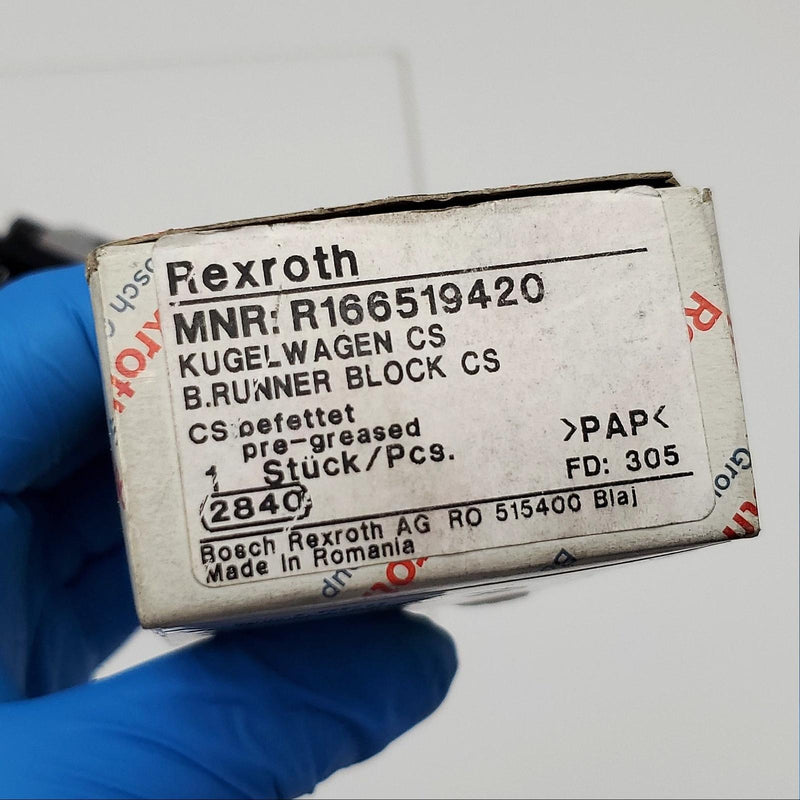 Rexroth
MNR: R166519420
KUGELWAGEN CS
B.RUNNER BLOCK CS
CS befettet
pre-greased
>PAP<
1 Stück/Pcs.
FD: 305
2840
Bosch Rexroth AG RO 515400 Blaj
Made in Romania